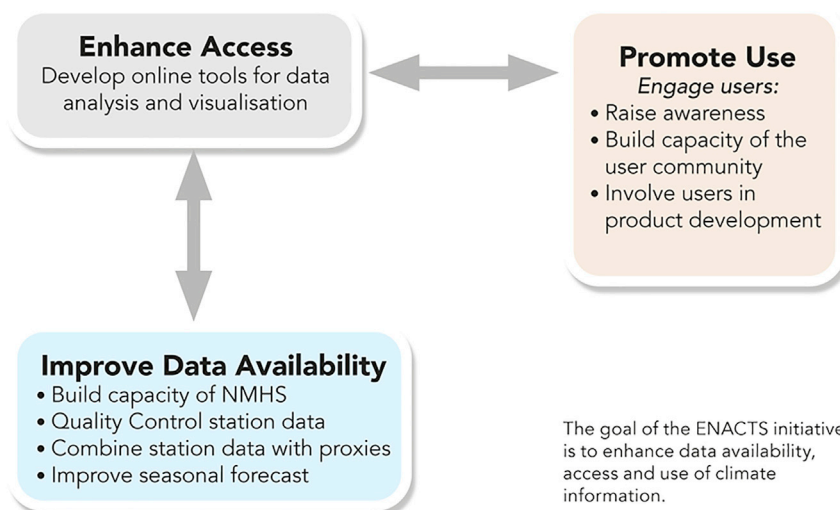 Enhance Access
Develop online tools for data
analysis and visualisation
Promote Use
Engage users:
• Raise awareness
• Build capacity of the
user community
• Involve users in
product development
Improve Data Availability
• Build capacity of NMHS
• Quality Control station data
• Combine station data with proxies
• Improve seasonal forecast
The goal of the ENACTS initiative
is to enhance data availability,
access and use of climate
information.